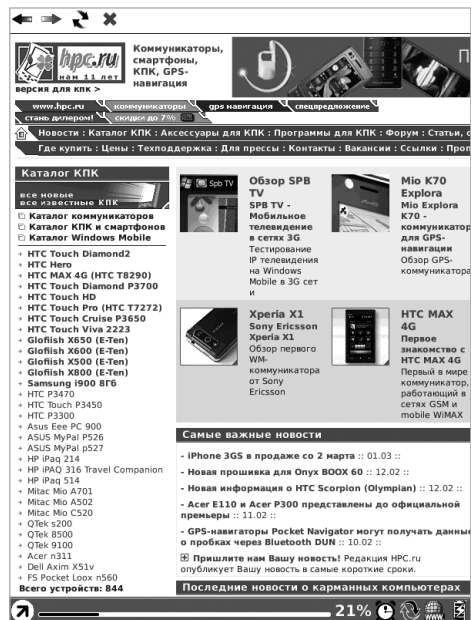 hpc.ru
нам 11 лет
версия для кпк >
Коммуникаторы,
смартфоны,
КПК, GPS-
навигация
www.hpc.ru коммуникаторы gps навигация спецпредложение
стань дилером! скидки до 7%
Новости : Каталог КПК : Аксессуары для КПК : Программы для КПК : Форум : Статьи,
Где купить : Цены : Техподдержка : Для прессы : Контакты : Вакансии : Ссылки :
Каталог КПК
все новые
все известные КПК
Каталог коммуникаторов
Каталог КПК и смартфонов
Каталог Windows Mobile
+ HTC Touch Diamond2
+ HTC Hero
+ HTC MAX 4G (HTC T8290)
+ HTC Touch Diamond P3700
+ HTC Touch HD
+ HTC Touch Pro (HTC T7272)
+ HTC Touch Cruise P3650
+ HTC Touch Viva 2223
+ Glofiish X650 (E-Ten)
+ Glofiish X600 (E-Ten)
+ Glofiish X500 (E-Ten)
+ Glofiish X800 (E-Ten)
+ Samsung i900 8Гб
+ HTC P3470
+ HTC Touch P3450
+ HTC P3300
+ Asus Eee PC 900
+ ASUS MyPal P526
+ ASUS MyPal p527
+ HP iPaq 214
+ HP iPAQ 316 Travel Companion
+ HP iPaq 514
+ Mitac Mio A701
+ Mitac Mio A502
+ Mitac Mio C520
+ QTek s200
+ QTek 8500
+ QTek 9100
+ Acer n311
+ Dell Axim X51v
+ FS Pocket Loox n560
Всего устройств: 844
Spb TV
Обзор SPB
TV
SPB TV -
Мобильное
телевидение
в сетях 3G
Тестирование
IP телевидения
на Windows
Mobile в 3G сет
и
Mio K70
Explora
Mio Explora
K70 -
коммуникатор
для GPS-
навигации
Обзор GPS-
коммуникатора
Xperia X1
Sony Ericsson
Xperia X1
Обзор первого
WM-
коммуникатора
от Sony
Ericsson
HTC MAX
4G
Первое
знакомство с
HTC MAX 4G
Первый в мире
коммуникатор,
работающий в
сетях GSM и
mobile WiMAX
Самые важные новости
- iPhone 3GS в продаже со 2 марта :: 01.03 ::
- Новая прошивка для Onyx BOOX 60 :: 12.02 ::
- Новая информация о HTC Scorpion (Olympian) :: 12.02 ::
- Acer E110 и Acer P300 представлены до официальной
премьеры :: 11.02 ::
- GPS-навигаторы Pocket Navigator могут получать данные
о пробках через Bluetooth DUN :: 10.02 ::
Пришлите нам Вашу новость! Редакция HPC.ru
опубликует Вашу новость в самые короткие сроки.
Последние новости о карманных компьютерах
21%
WWW